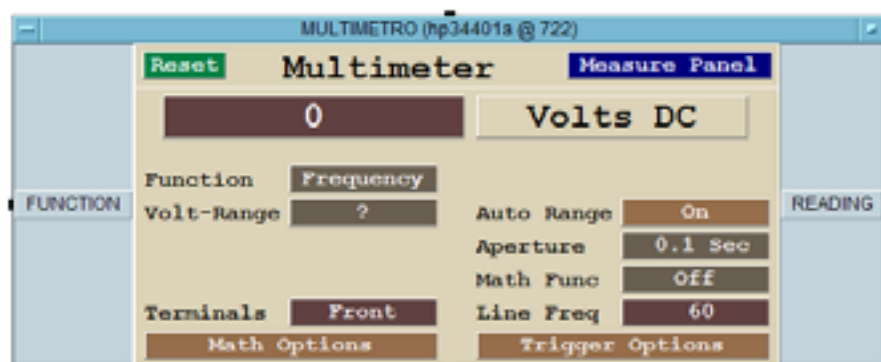 MULTIMETRO (hp34401a @ 722)
Reset Multimeter Measure Panel
0 Volts DC
Function Frequency
FUNCTION Volt-Range ? Auto Range On READING
Aperture 0.1 Sec
Math Func Off
Terminals Front Line Freq 60
Math Options Trigger Options